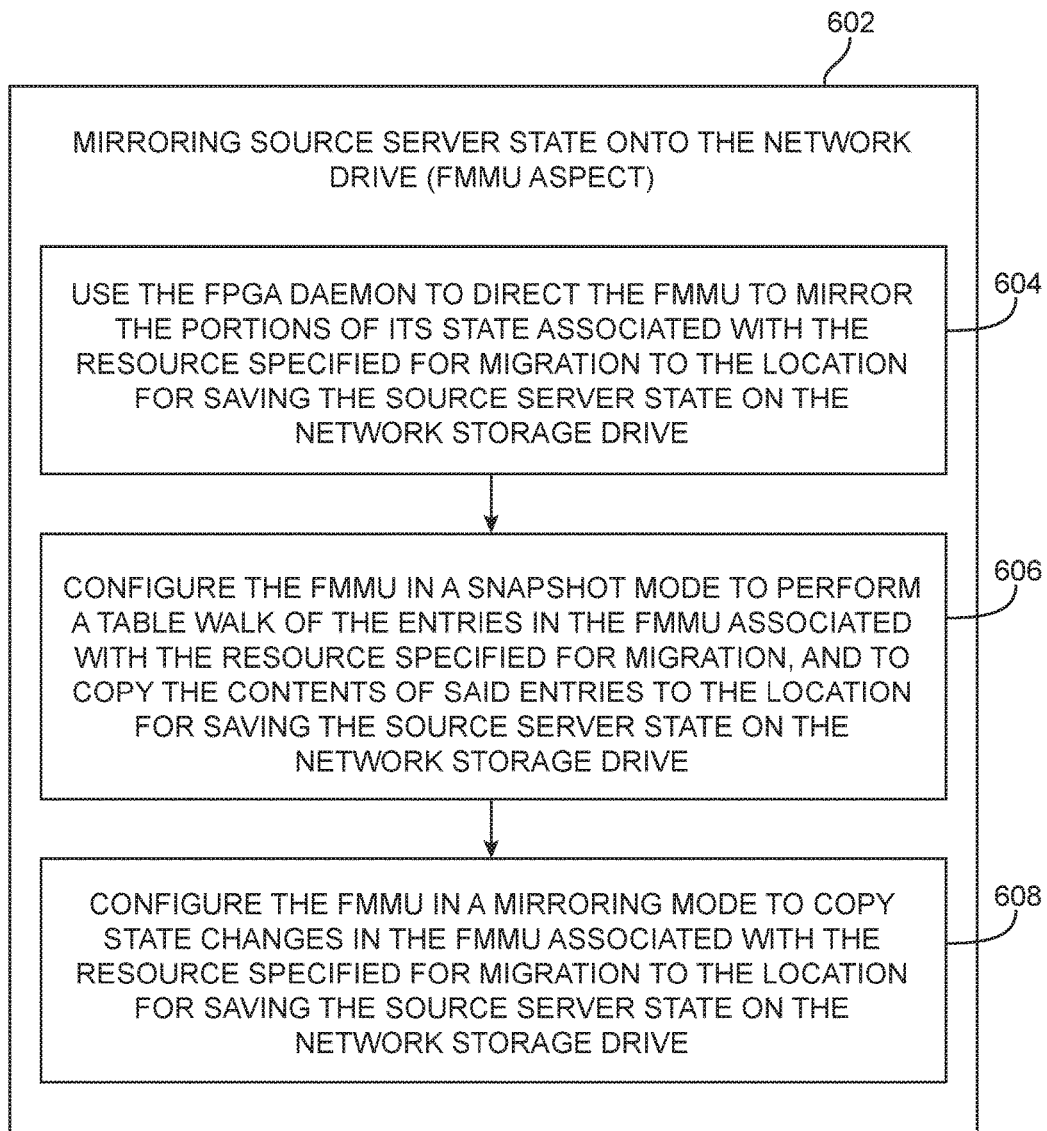 602
MIRRORING SOURCE SERVER STATE ONTO THE NETWORK
DRIVE (FMMU ASPECT)
USE THE FPGA DAEMON TO DIRECT THE FMMU TO MIRROR
THE PORTIONS OF ITS STATE ASSOCIATED WITH THE
RESOURCE SPECIFIED FOR MIGRATION TO THE LOCATION
FOR SAVING THE SOURCE SERVER STATE ON THE
NETWORK STORAGE DRIVE
604
CONFIGURE THE FMMU IN A SNAPSHOT MODE TO PERFORM
A TABLE WALK OF THE ENTRIES IN THE FMMU ASSOCIATED
WITH THE RESOURCE SPECIFIED FOR MIGRATION, AND TO
COPY THE CONTENTS OF SAID ENTRIES TO THE LOCATION
FOR SAVING THE SOURCE SERVER STATE ON THE
NETWORK STORAGE DRIVE
606
CONFIGURE THE FMMU IN A MIRRORING MODE TO COPY
STATE CHANGES IN THE FMMU ASSOCIATED WITH THE
RESOURCE SPECIFIED FOR MIGRATION TO THE LOCATION
FOR SAVING THE SOURCE SERVER STATE ON THE
NETWORK STORAGE DRIVE
608